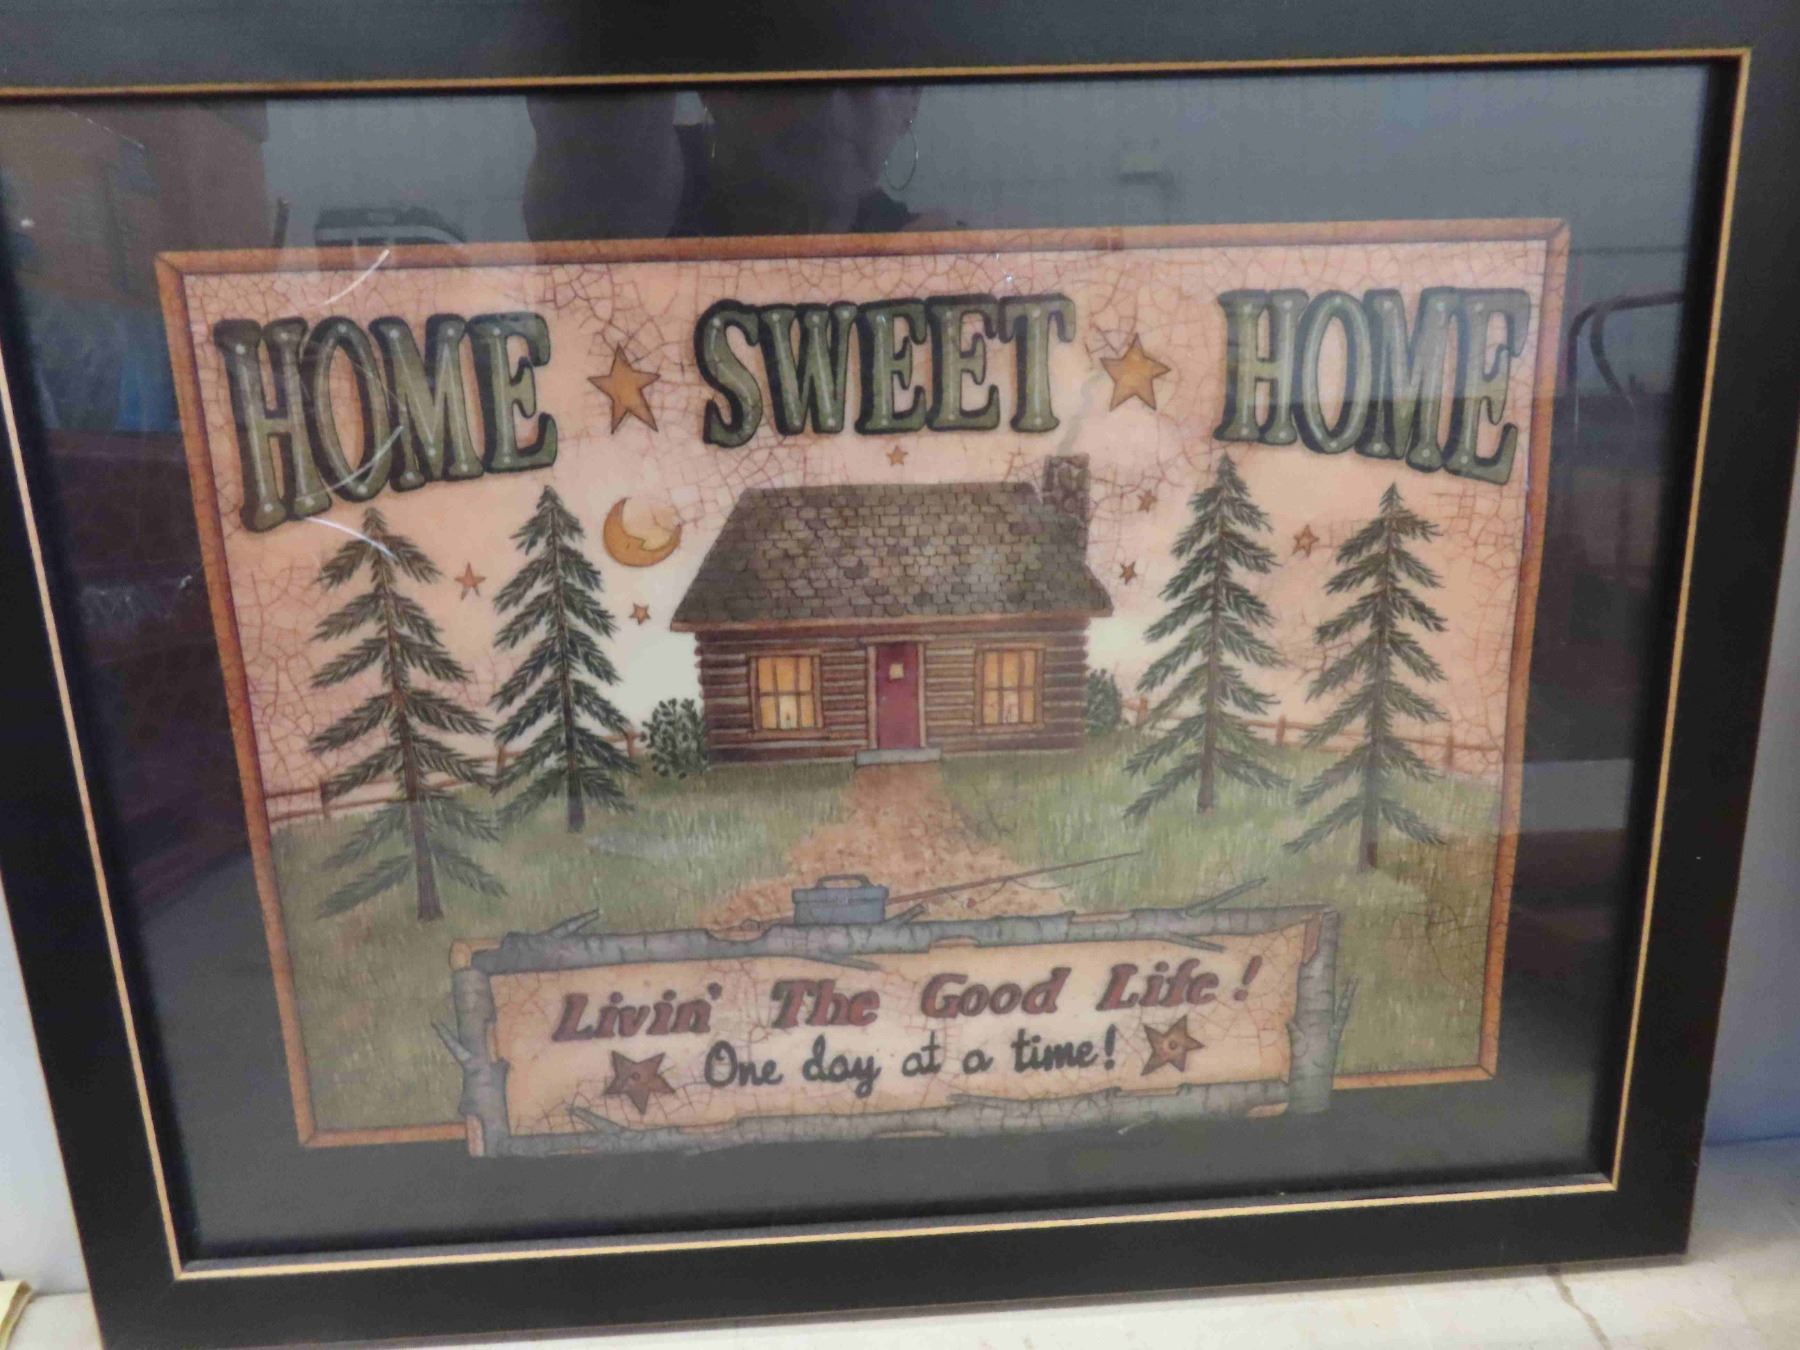 HOME SWEET HOME
Livin' The Good Life!
One day at a time!